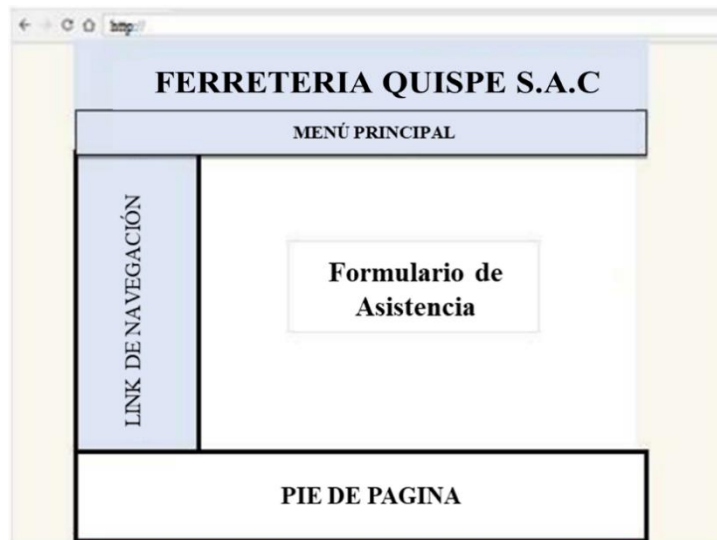 http://
FERRETERIA QUISPE S.A.C
MENÚ PRINCIPAL
LINK DE NAVEGACIÓN
Formulario de
Asistencia
PIE DE PAGINA